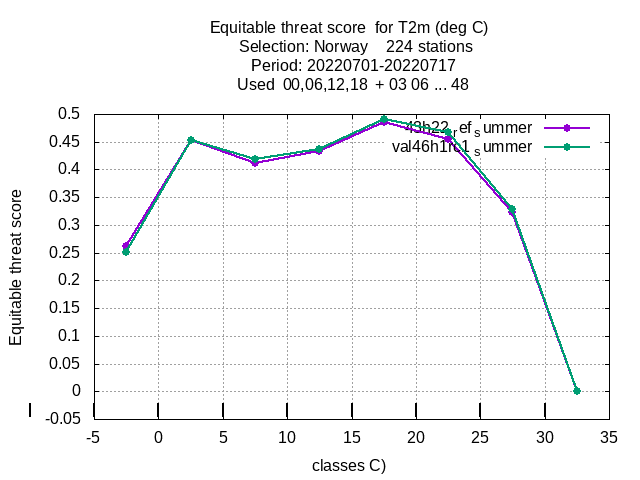 Equitable threat score  for T2m (deg C)
Selection: Norway    224 stations
Period: 20220701-20220717
Used  00,06,12,18  + 03 06 ... 48
0.5
0.45
0.4
0.35
0.3
0.25
0.2
0.15
0.1
0.05
0
-0.05
Equitable threat score
summer
summer
-5 0 5 10 15 20 25 30 35
classes C)